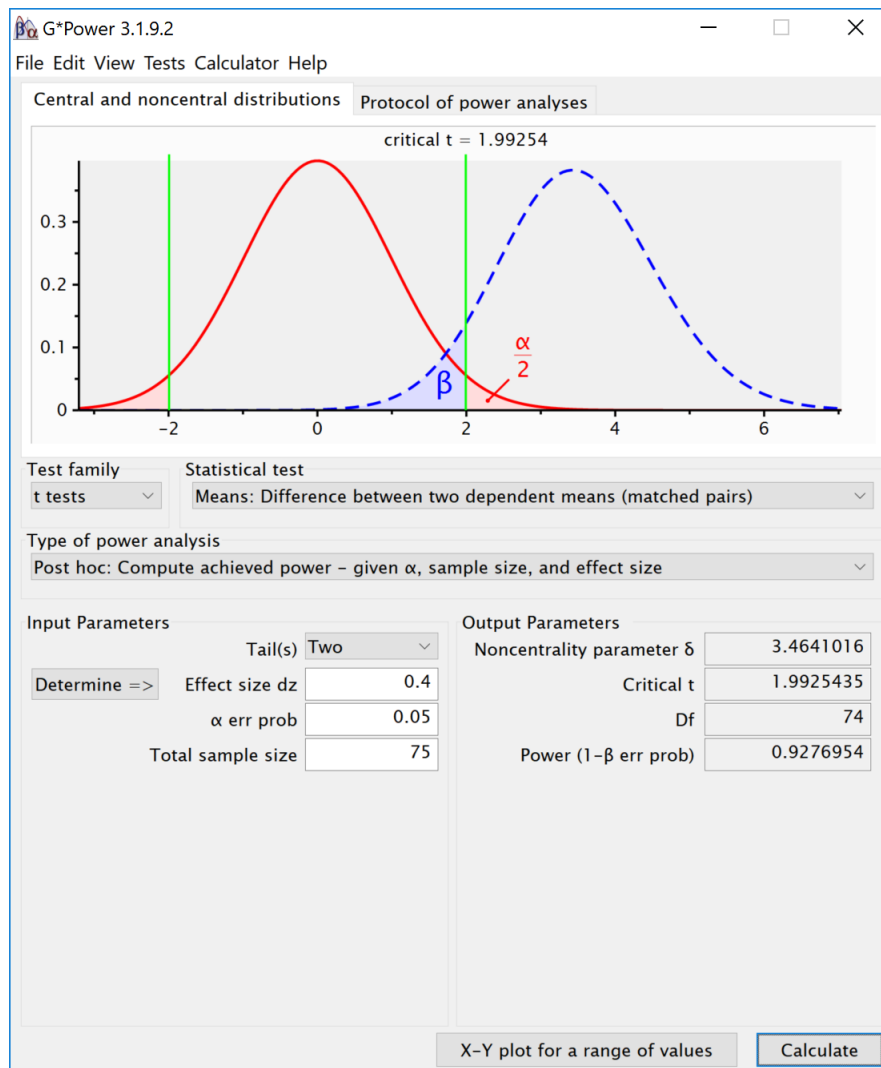 βα G*Power 3.1.9.2
File Edit View Tests Calculator Help
Central and noncentral distributions Protocol of power analyses
critical t = 1.99254
0.3
0.2
0.1
0
α
2
β
-2 0 2 4 6
Test family Statistical test
t tests Means: Difference between two dependent means (matched pairs)
Type of power analysis
Post hoc: Compute achieved power – given α, sample size, and effect size
Input Parameters Output Parameters
Tail(s) Two Noncentrality parameter δ 3.4641016
Determine => Effect size dz 0.4 Critical t 1.9925435
α err prob 0.05 Df 74
Total sample size 75 Power (1-β err prob) 0.9276954
X-Y plot for a range of values Calculate